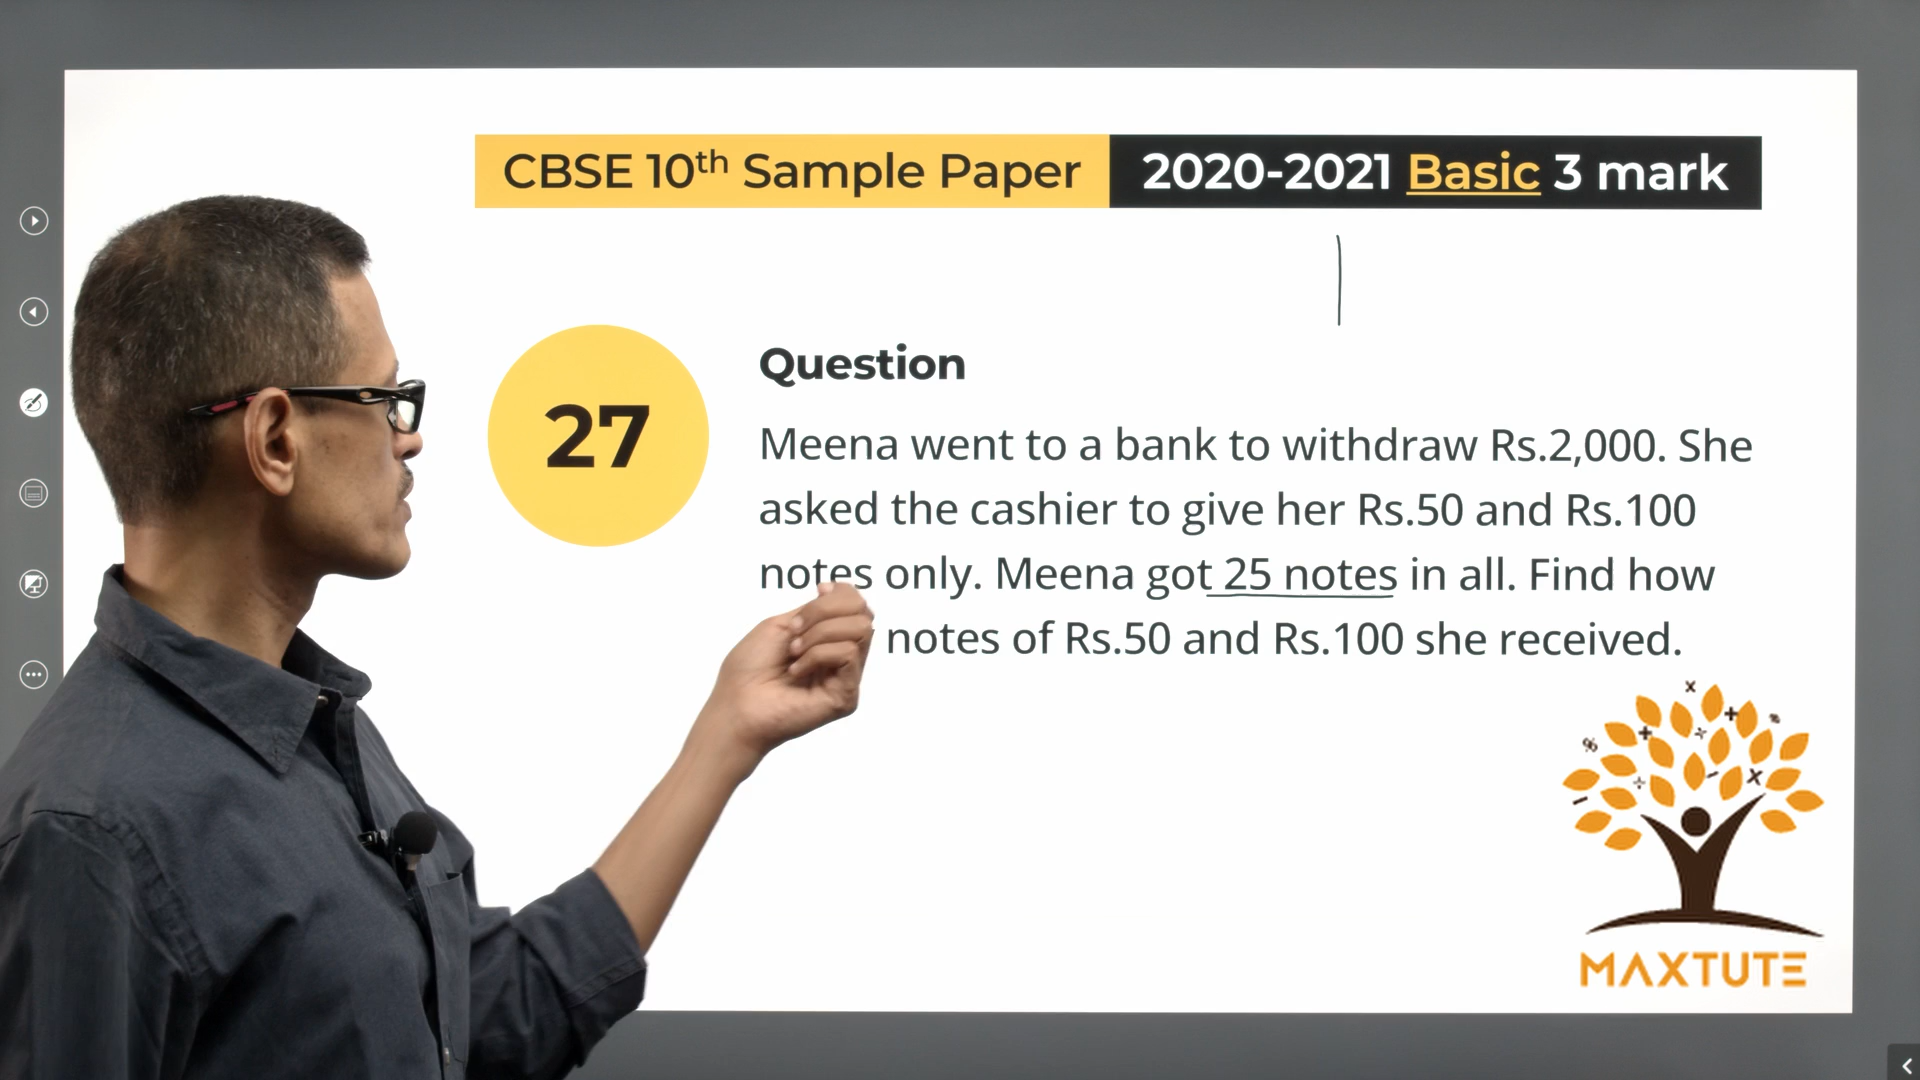 CBSE 10th Sample Paper 2020-2021 Basic 3 mark
27
Question
Meena went to a bank to withdraw Rs.2,000. She
asked the cashier to give her Rs.50 and Rs.100
notes only. Meena got 25 notes in all. Find how
notes of Rs.50 and Rs.100 she received.
MAXTUTE